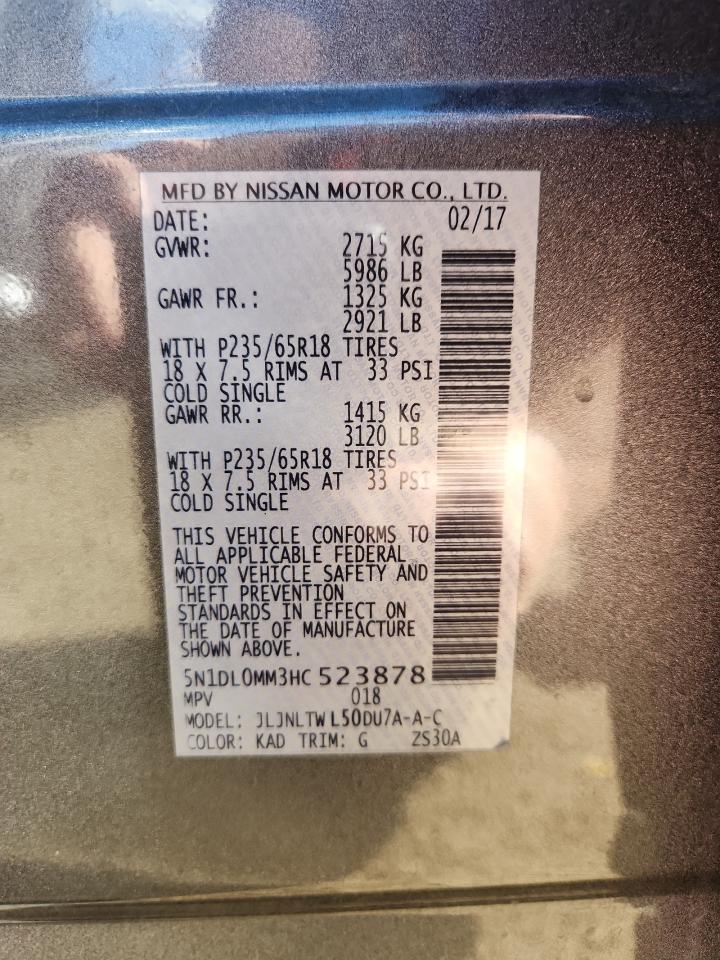 MFD BY NISSAN MOTOR CO., LTD.
DATE: 02/17
GVWR: 2715 KG
5986 LB
GAWR FR.: 1325 KG
2921 LB
WITH P235/65R18 TIRES
18 X 7.5 RIMS AT 33 PSI
COLD SINGLE
GAWR RR.: 1415 KG
3120 LB
WITH P235/65R18 TIRES
18 X 7.5 RIMS AT 33 PSI
COLD SINGLE
THIS VEHICLE CONFORMS TO
ALL APPLICABLE FEDERAL
MOTOR VEHICLE SAFETY AND
THEFT PREVENTION
STANDARDS IN EFFECT ON
THE DATE OF MANUFACTURE
SHOWN ABOVE.
5N1DL0MM3HC 523878
MPV 018
MODEL: JLJNLTW L50DU7A-A-C
COLOR: KAD TRIM: G ZS30A